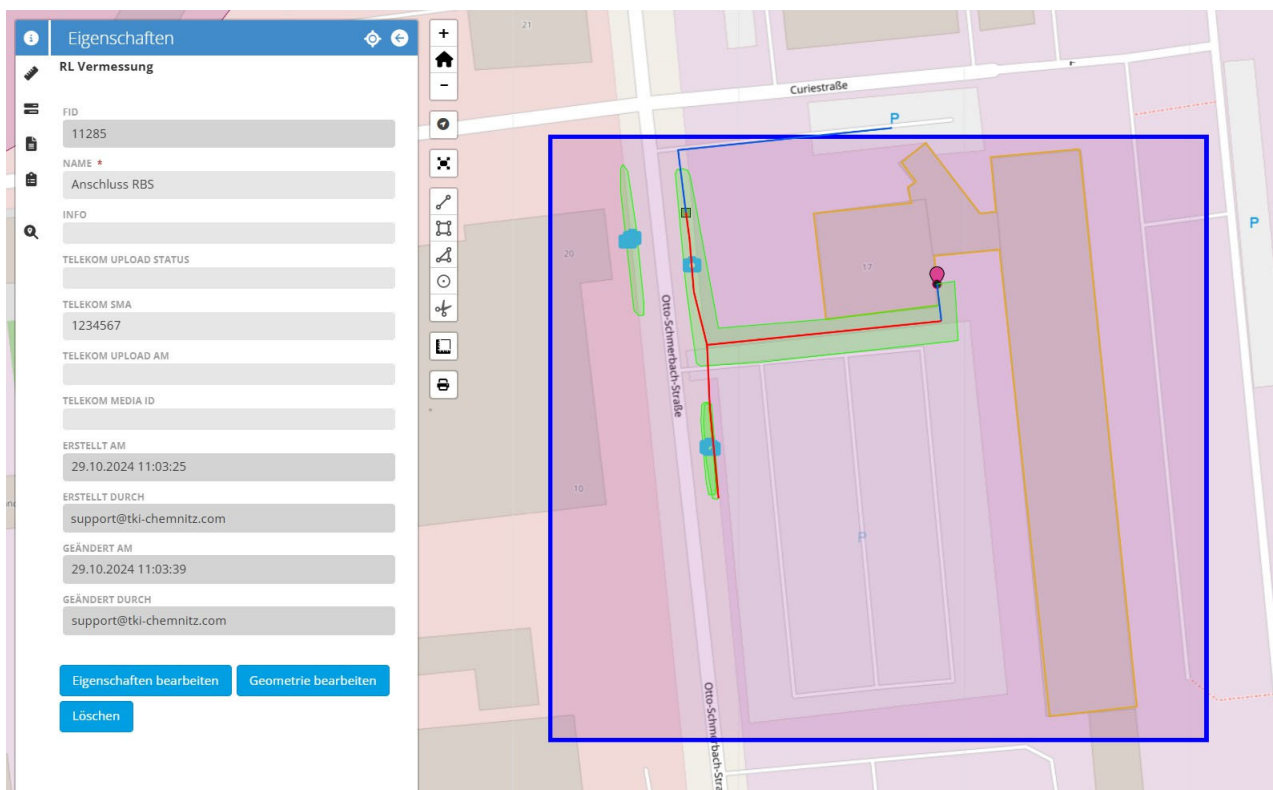 Eigenschaften
RL Vermessung
FID
11285
NAME *
Anschluss RBS
INFO
TELEKOM UPLOAD STATUS
TELEKOM SMA
1234567
TELEKOM UPLOAD AM
TELEKOM MEDIA ID
ERSTELLT AM
29.10.2024 11:03:25
ERSTELLT DURCH
support@tki-chemnitz.com
GEÄNDERT AM
29.10.2024 11:03:39
GEÄNDERT DURCH
support@tki-chemnitz.com
Eigenschaften bearbeiten
Geometrie bearbeiten
Löschen
21
Curiestraße
P
P
20
17
Otto-Schmerbach-Straße
10
P
Otto-Schmerbach-Stra